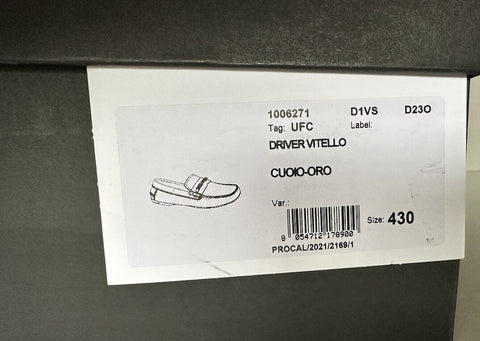 1006271 D1VS D23O
Tag: UFC Label:
DRIVER VITELLO
CUOIO-ORO
Var.:
Size: 430
8 054712 178900
PROCAL/2021/2169/1